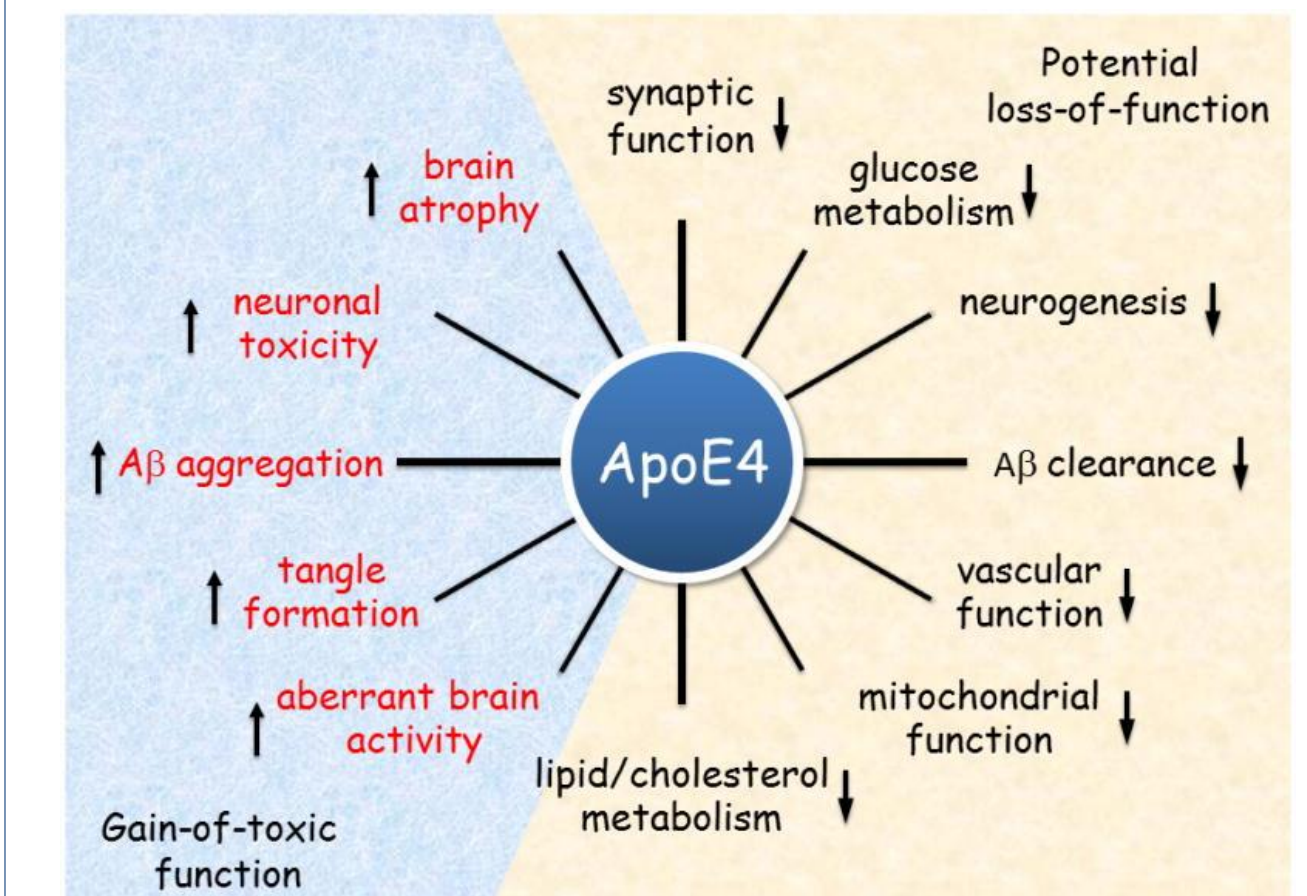 Potential
loss-of-function
synaptic
function ↓
glucose
metabolism ↓
neurogenesis ↓
Aβ clearance ↓
vascular
function ↓
mitochondrial
function ↓
lipid/cholesterol
metabolism ↓
↑ brain
atrophy
↑ neuronal
toxicity
↑ Aβ aggregation
↑ tangle
formation
↑ aberrant brain
activity
Gain-of-toxic
function
ApoE4